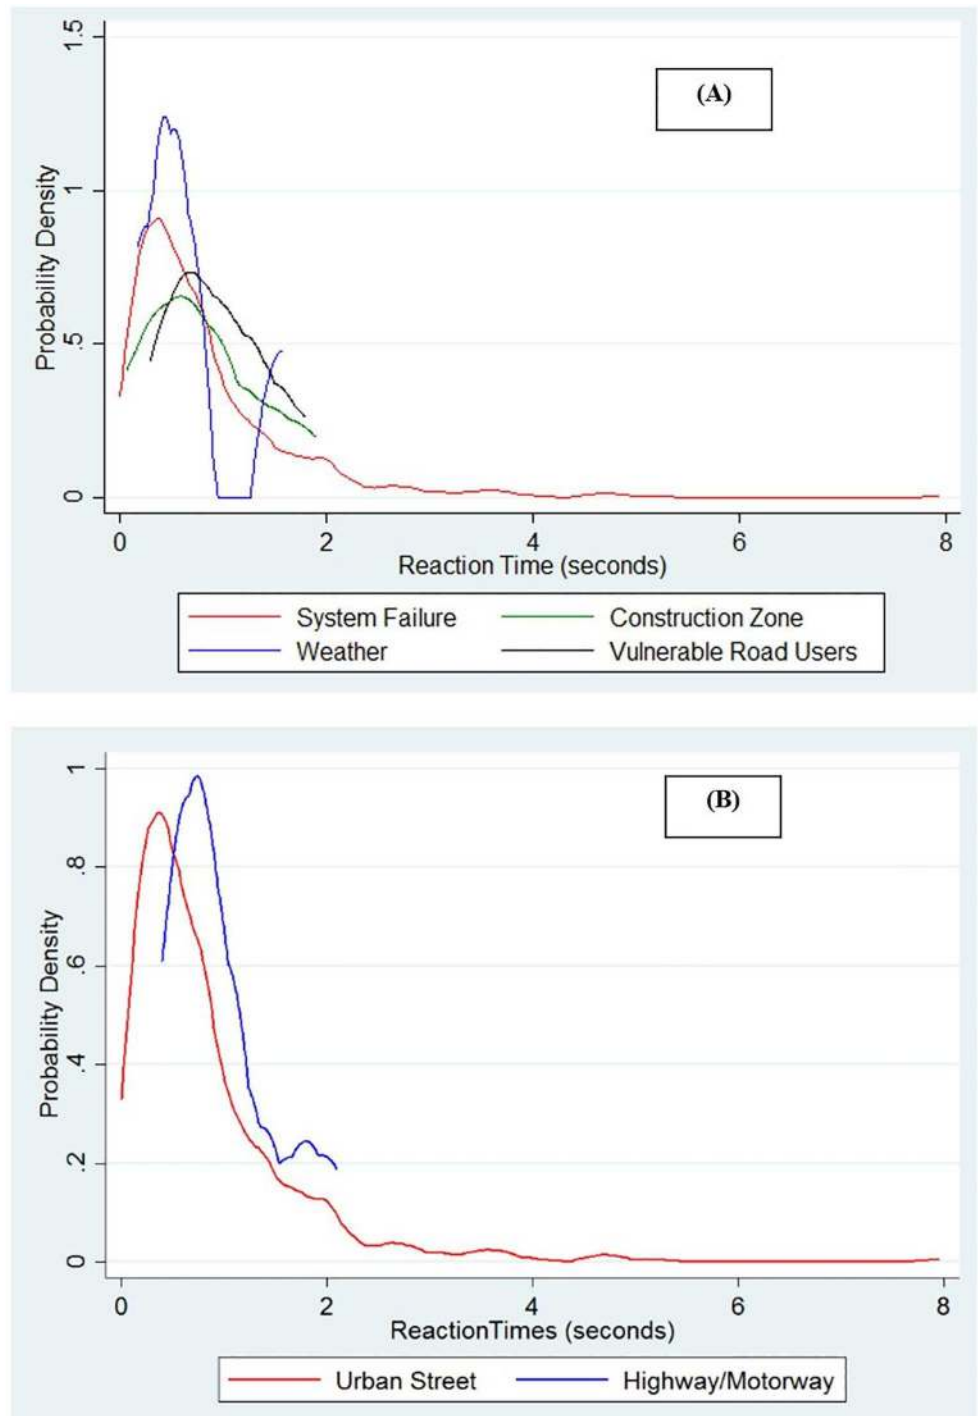 (A)
1.5
1
.5
0
Probability Density
0 2 4 6 8
Reaction Time (seconds)
System Failure Construction Zone
Weather Vulnerable Road Users
(B)
1
.8
.6
.4
.2
0
Probability Density
0 2 4 6 8
ReactionTimes (seconds)
Urban Street Highway/Motorway